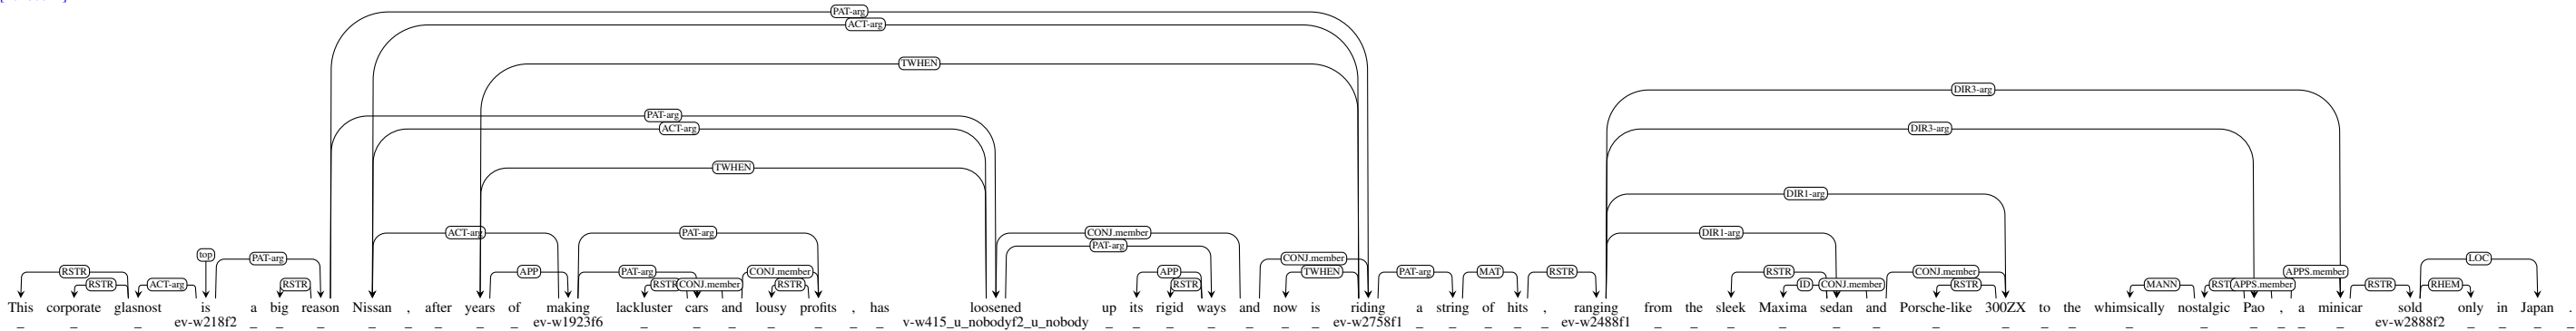 PAT-arg
ACT-arg
TWHEN
DIR3-arg
PAT-arg
ACT-arg
DIR3-arg
TWHEN
DIR1-arg
ACT-arg PAT-arg CONJ.member DIR1-arg
PAT-arg
top PAT-arg CONJ.member LOC
RSTR APP PAT-arg CONJ.member APP TWHEN PAT-arg MAT RSTR RSTR CONJ.member APPS.member
RSTR ACT-arg RSTR RSTR CONJ.member RSTR RSTR ID CONJ.member RSTR MANN RST APPS.member RSTR RHEM
This corporate glasnost is a big reason Nissan , after years of making lackluster cars and lousy profits , has loosened up its rigid ways and now is riding a string of hits , ranging from the sleek Maxima sedan and Porsche-like 300ZX to the whimsically nostalgic Pao , a minicar sold only in Japan .
_ _ _ ev-w218f2 _ _ _ _ _ _ _ _ ev-w1923f6 _ _ _ _ _ _ _ v-w415_u_nobodyf2_u_nobody _ _ _ _ _ _ _ ev-w2758f1 _ _ _ _ _ ev-w2488f1 _ _ _ _ _ _ _ _ _ _ _ _ _ _ _ _ ev-w2888f2 _ _ _ _